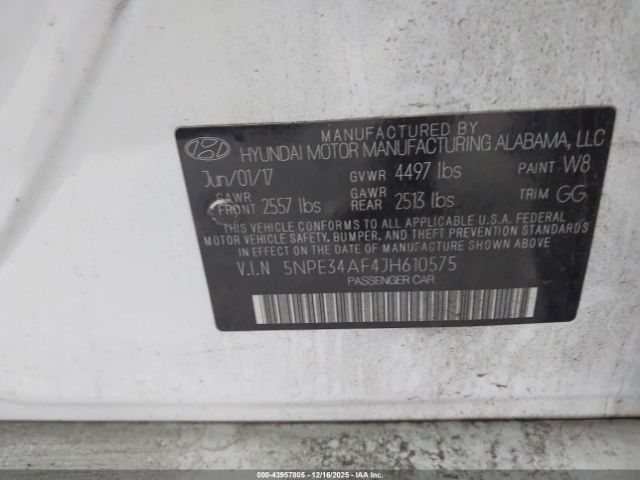 MANUFACTURED BY
HYUNDAI MOTOR MANUFACTURING ALABAMA, LLC
Jun/01/17 GVWR 4497 lbs PAINT W8
GAWR FRONT 2557 lbs GAWR REAR 2513 lbs TRIM GG
THIS VEHICLE CONFORMS TO ALL APPLICABLE U.S.A. FEDERAL
MOTOR VEHICLE SAFETY, BUMPER, AND THEFT PREVENTION STANDARDS
IN EFFECT ON THE DATE OF MANUFACTURE SHOWN ABOVE.
V.I.N 5NPE34AF4JH610575
PASSENGER CAR
000-43957805 - 12/16/2025 - COPYRIGHT IAA, LLC.